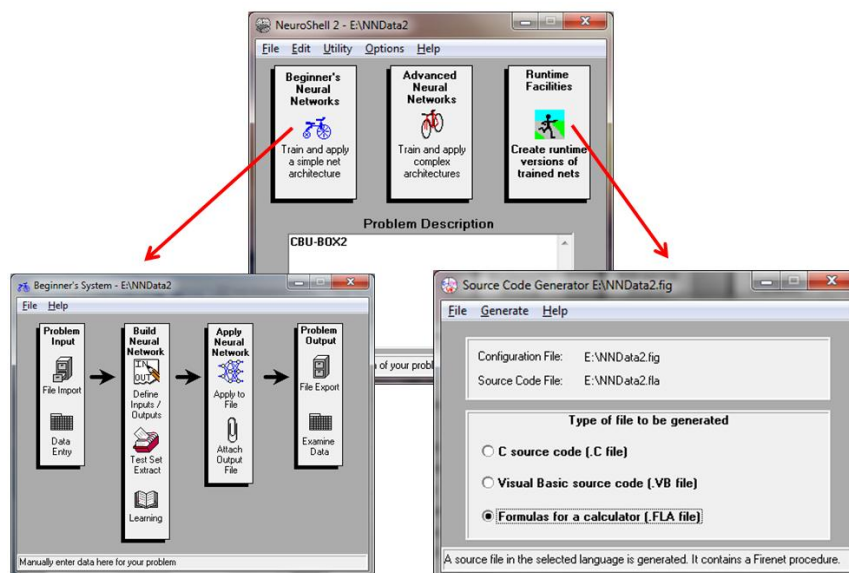 NeuroShell 2 - E:\NNData2
File Edit Utility Options Help
Beginner's
Neural
Networks
Train and apply
a simple net
architecture
Advanced
Neural
Networks
Train and apply
complex
architectures
Runtime
Facilities
Create runtime
versions of
trained nets
Problem Description
CBU-BOX2
of your probl
Beginner's System - E:\NNData2
File Help
Problem
Input
File Import
Data
Entry
Build
Neural
Network
IN
OUT
Define
Inputs /
Outputs
Test Set
Extract
Learning
Apply
Neural
Network
Apply to
File
Attach
Output
File
Problem
Output
File Export
Examine
Data
Manually enter data here for your problem
Source Code Generator E:\NNData2.fig
File Generate Help
Configuration File: E:\NNData2.fig
Source Code File: E:\NNData2.fla
Type of file to be generated
C source code (.C file)
Visual Basic source code (.VB file)
Formulas for a calculator (.FLA file)
A source file in the selected language is generated. It contains a Firenet procedure.